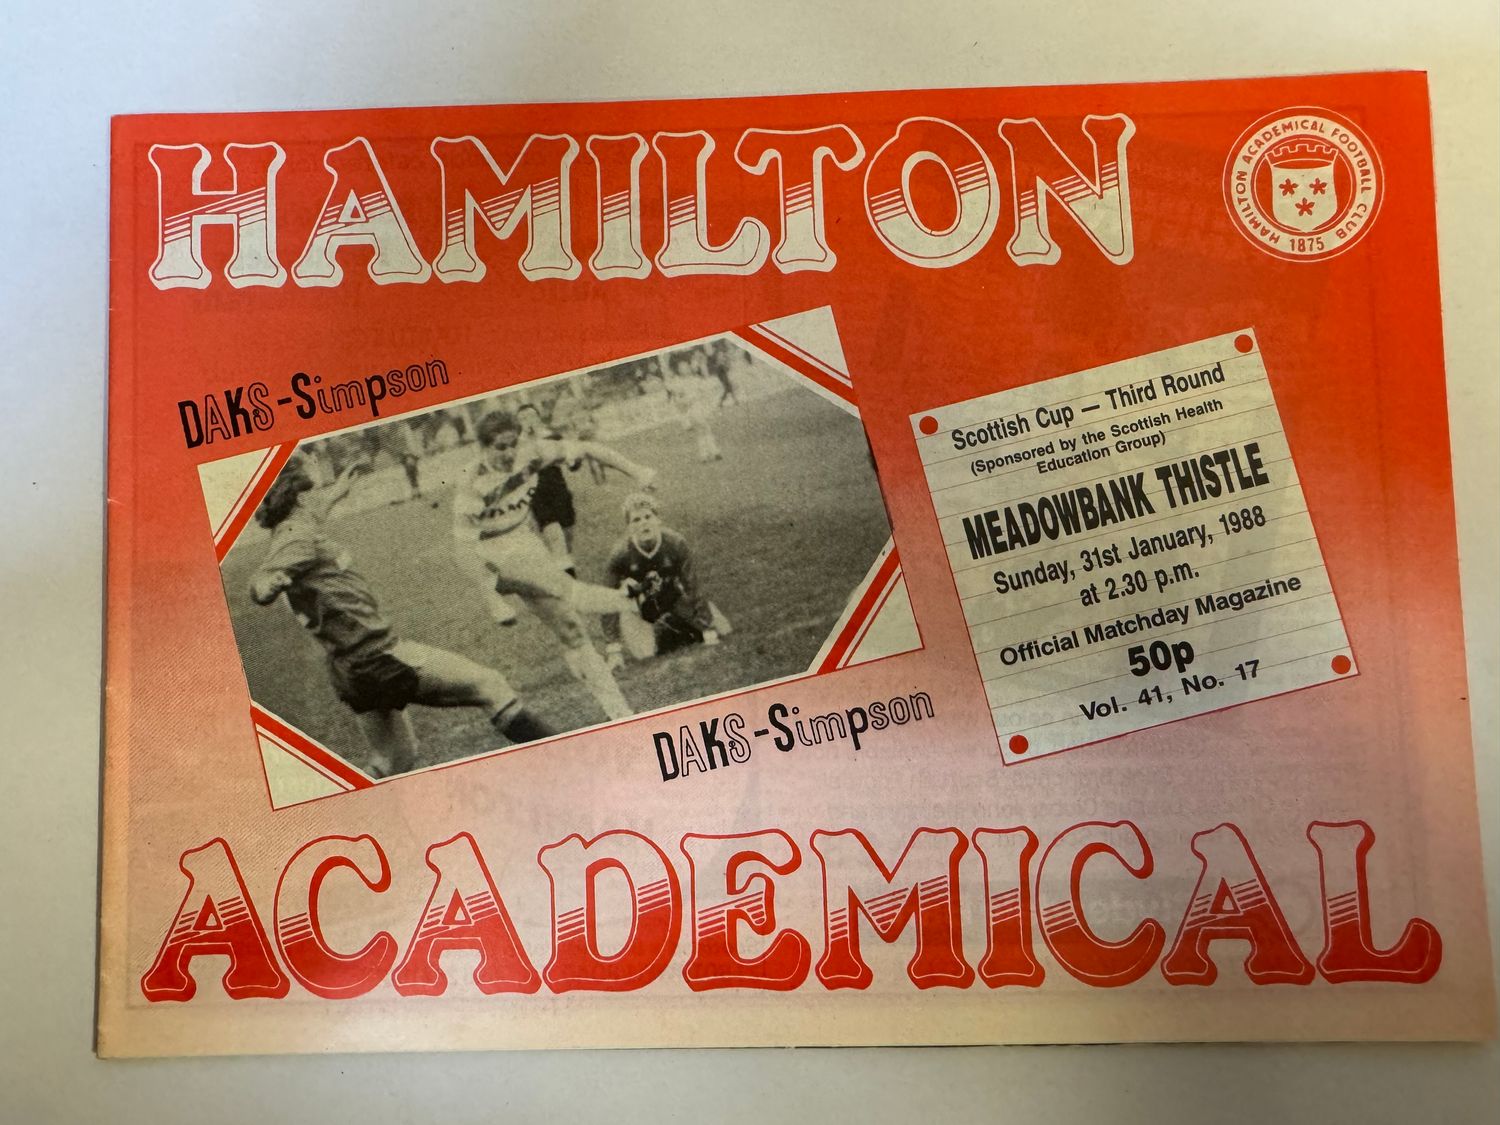 HAMILTON
HAMILTON ACADEMICAL FOOTBALL CLUB
1875
DAKS-Simpson
Scottish Cup — Third Round
(Sponsored by the Scottish Health
Education Group)
MEADOWBANK THISTLE
Sunday, 31st January, 1988
at 2.30 p.m.
Official Matchday Magazine
50p
Vol. 41, No. 17
DAKS-Simpson
ACADEMICAL